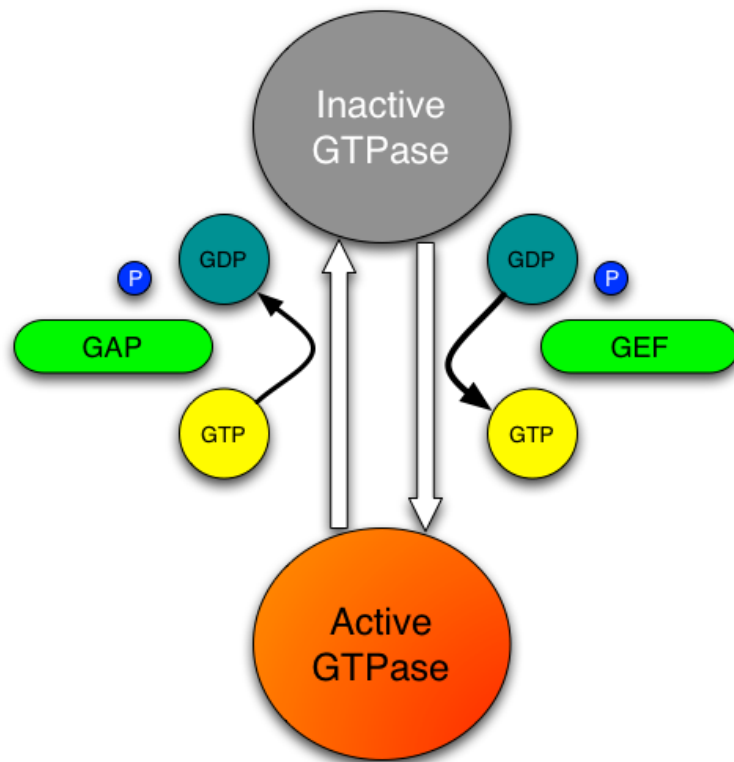 Inactive
GTPase
GDP
P
GAP
GTP
GDP
P
GEF
GTP
Active
GTPase